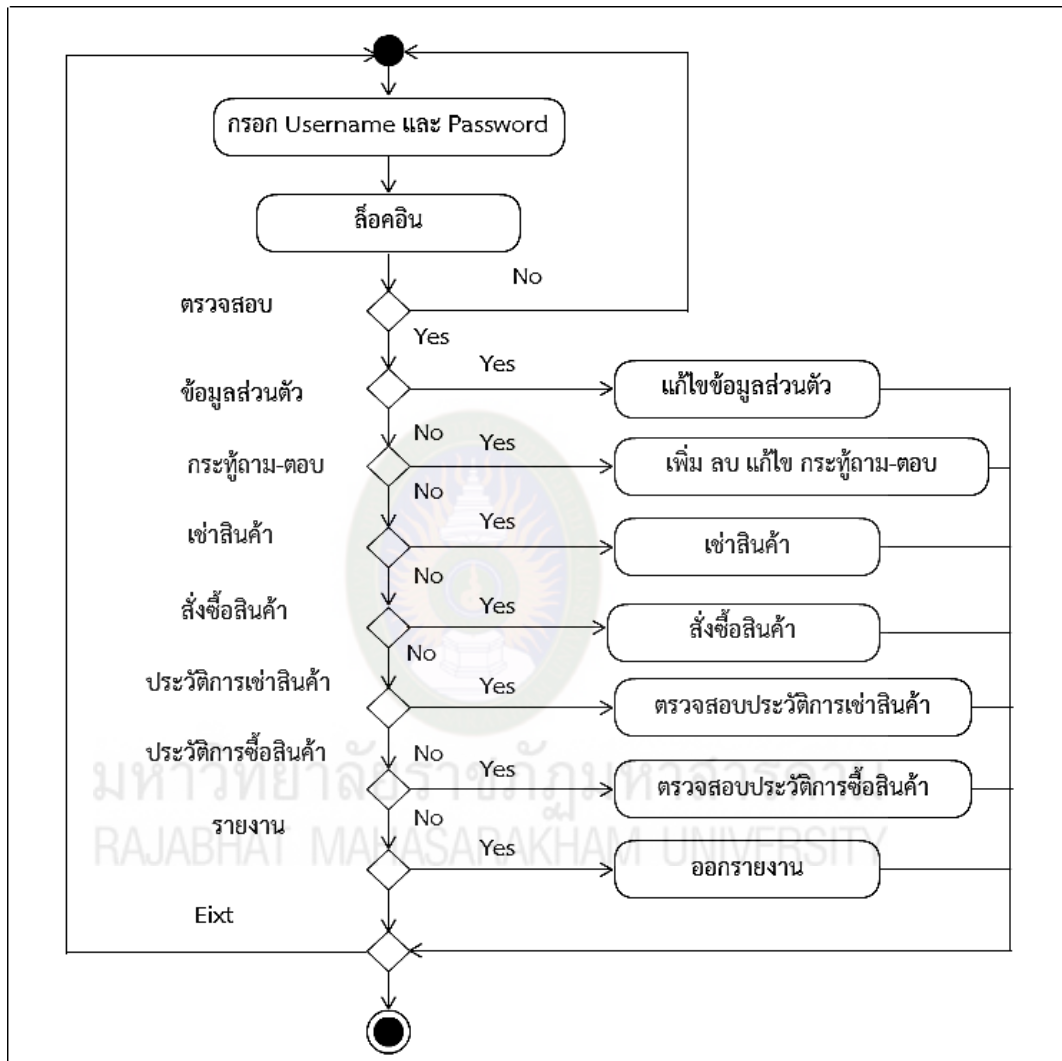 กรอก Username และ Password
ล็อคอิน
No
ตรวจสอบ
Yes
Yes
ข้อมูลส่วนตัว
แก้ไขข้อมูลส่วนตัว
No
Yes
กระทู้ถาม-ตอบ
เพิ่ม ลบ แก้ไข กระทู้ถาม-ตอบ
No
Yes
เช่าสินค้า
เช่าสินค้า
No
Yes
สั่งซื้อสินค้า
สั่งซื้อสินค้า
No
Yes
ประวัติการเช่าสินค้า
ตรวจสอบประวัติการเช่าสินค้า
ประวัติการซื้อสินค้า
No
Yes
ตรวจสอบประวัติการซื้อสินค้า
มหาวิทยาลัยราชภัฏมหาสารคาม
รายงาน
No
Yes
RAJABHAT MAHASARAKHAM UNIVERSITY
ออกรายงาน
Eixt